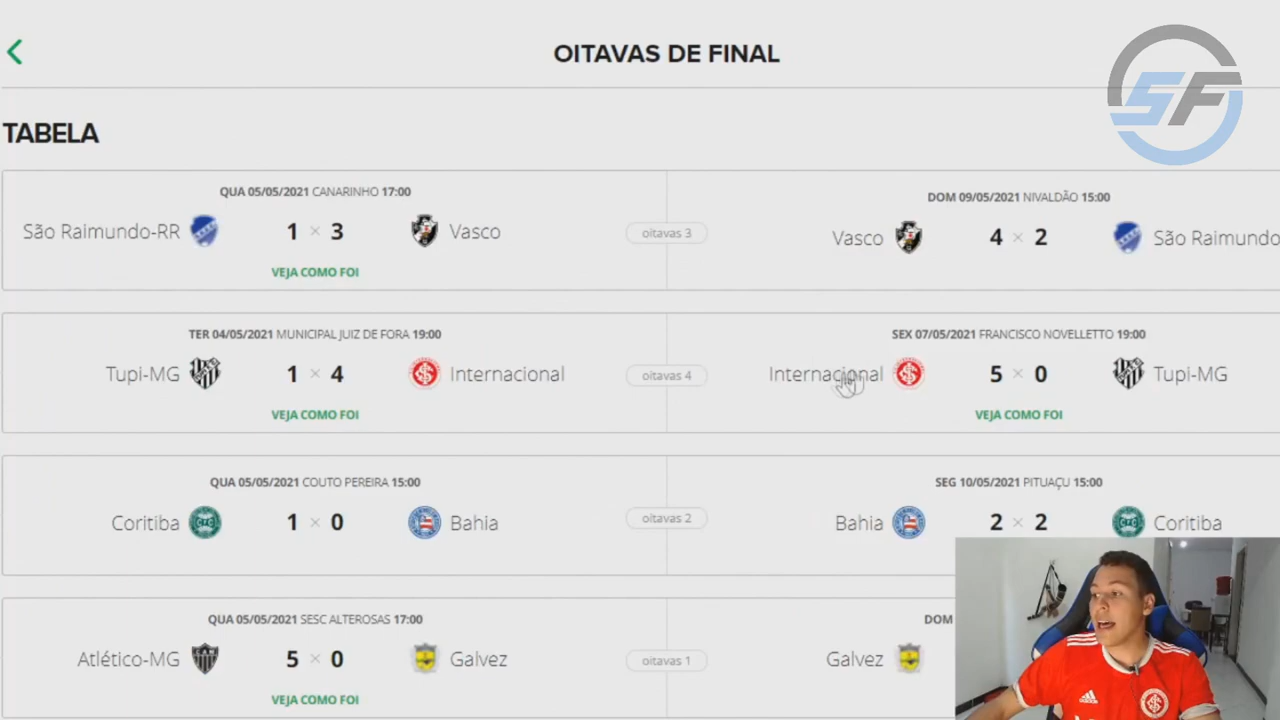 OITAVAS DE FINAL
SF
TABELA
QUA 05/05/2021 CANARINHO 17:00
São Raimundo-RR 1 × 3 Vasco
VEJA COMO FOI
oitavas 3
DOM 09/05/2021 NIVALDÃO 15:00
Vasco 4 × 2 São Raimundo
TER 04/05/2021 MUNICIPAL JUIZ DE FORA 19:00
Tupi-MG 1 × 4 Internacional
VEJA COMO FOI
oitavas 4
SEX 07/05/2021 FRANCISCO NOVELLETTO 19:00
Internacional 5 × 0 Tupi-MG
VEJA COMO FOI
QUA 05/05/2021 COUTO PEREIRA 15:00
Coritiba 1 × 0 Bahia
oitavas 2
SEG 10/05/2021 PITUAÇU 15:00
Bahia 2 × 2 Coritiba
QUA 05/05/2021 SESC ALTEROSAS 17:00
Atlético-MG 5 × 0 Galvez
VEJA COMO FOI
oitavas 1
DOM
Galvez
adidas